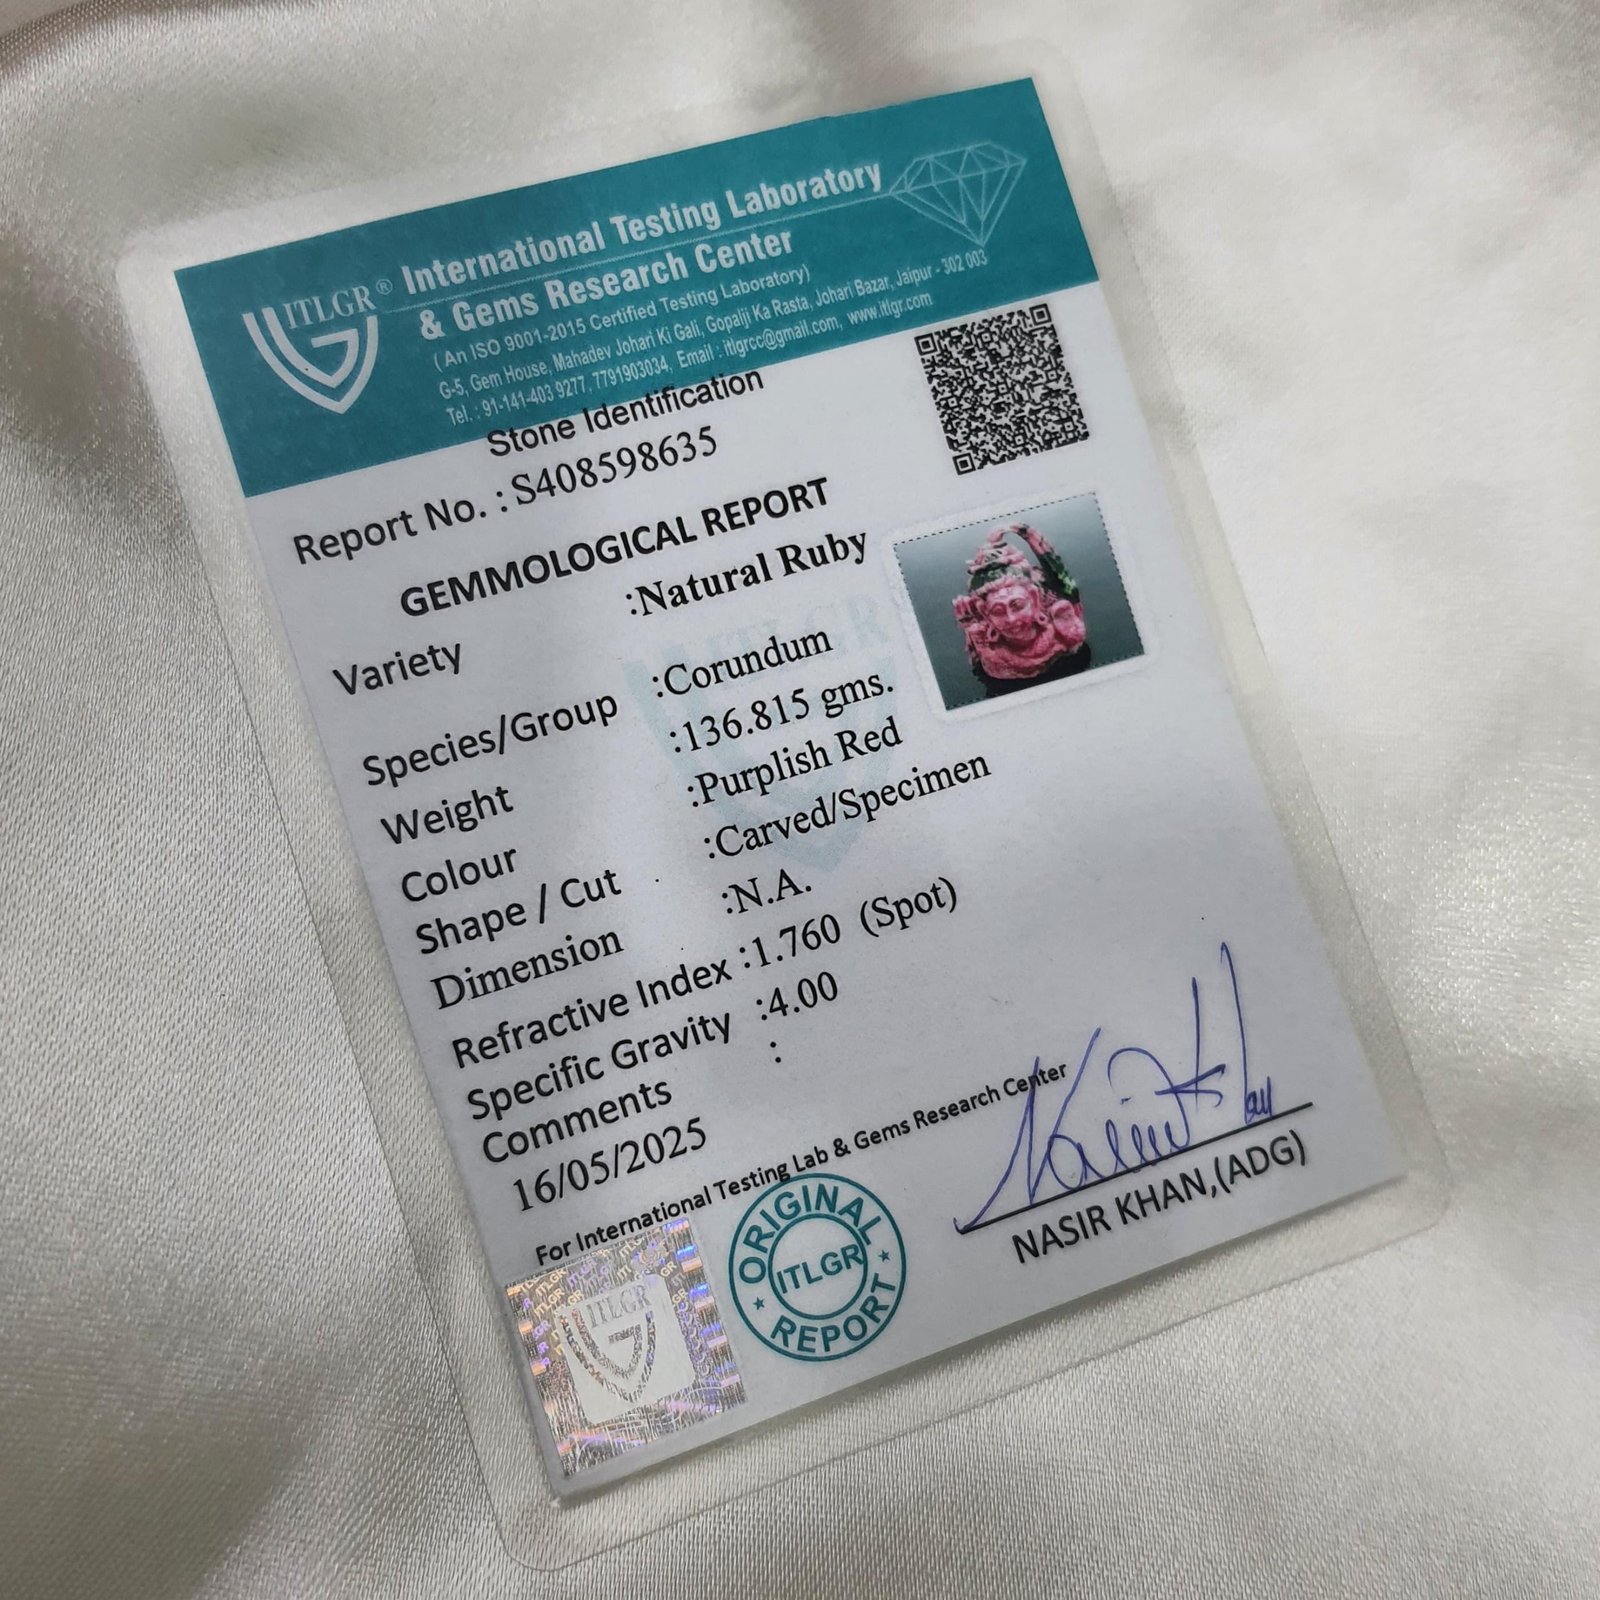 ITLGR®
International Testing Laboratory
& Gems Research Center
( An ISO 9001-2015 Certified Testing Laboratory)
G-5, Gem House, Mahadev Johari Ki Gali, Gopalji Ka Rasta, Johari Bazar, Jaipur - 302 003
Tel. : 91-141-403 9277, 7791903034, Email : itlgrcc@gmail.com, www.itlgr.com
Stone Identification
Report No. : S408598635
GEMMOLOGICAL REPORT
Variety :Natural Ruby
Species/Group :Corundum
Weight :136.815 gms.
Colour :Purplish Red
Shape / Cut :Carved/Specimen
Dimension :N.A.
Refractive Index :1.760 (Spot)
Specific Gravity :4.00
Comments :
16/05/2025
For International Testing Lab & Gems Research Center
NASIR KHAN,(ADG)
ORIGINAL
ITLGR
REPORT
ITLGR